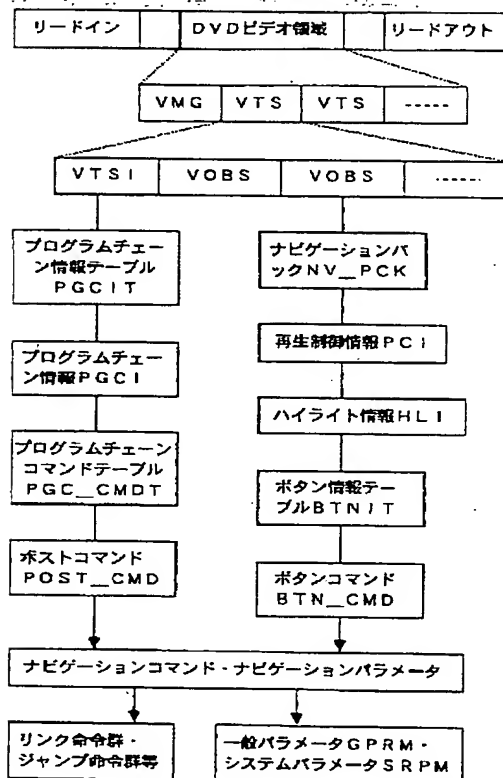 リードイン DVDビデオ領域 リードアウト
VMG VTS VTS -----
VTSI VOBS VOBS -----
プログラムチェー
ン情報テーブル
PGCIT
プログラムチェー
ン情報PGCI
プログラムチェーン
コマンドテーブル
PGC__CMDT
ポストコマンド
POST__CMD
ナビゲーションパ
ックNV__PCK
再生制御情報PCI
ハイライト情報HLI
ボタン情報テー
ブルBTNIT
ボタンコマンド
BTN__CMD
ナビゲーションコマンド・ナビゲーションパラメータ
リンク命令群・
ジャンプ命令群等
一般パラメータGPRM・
システムパラメータSRPM